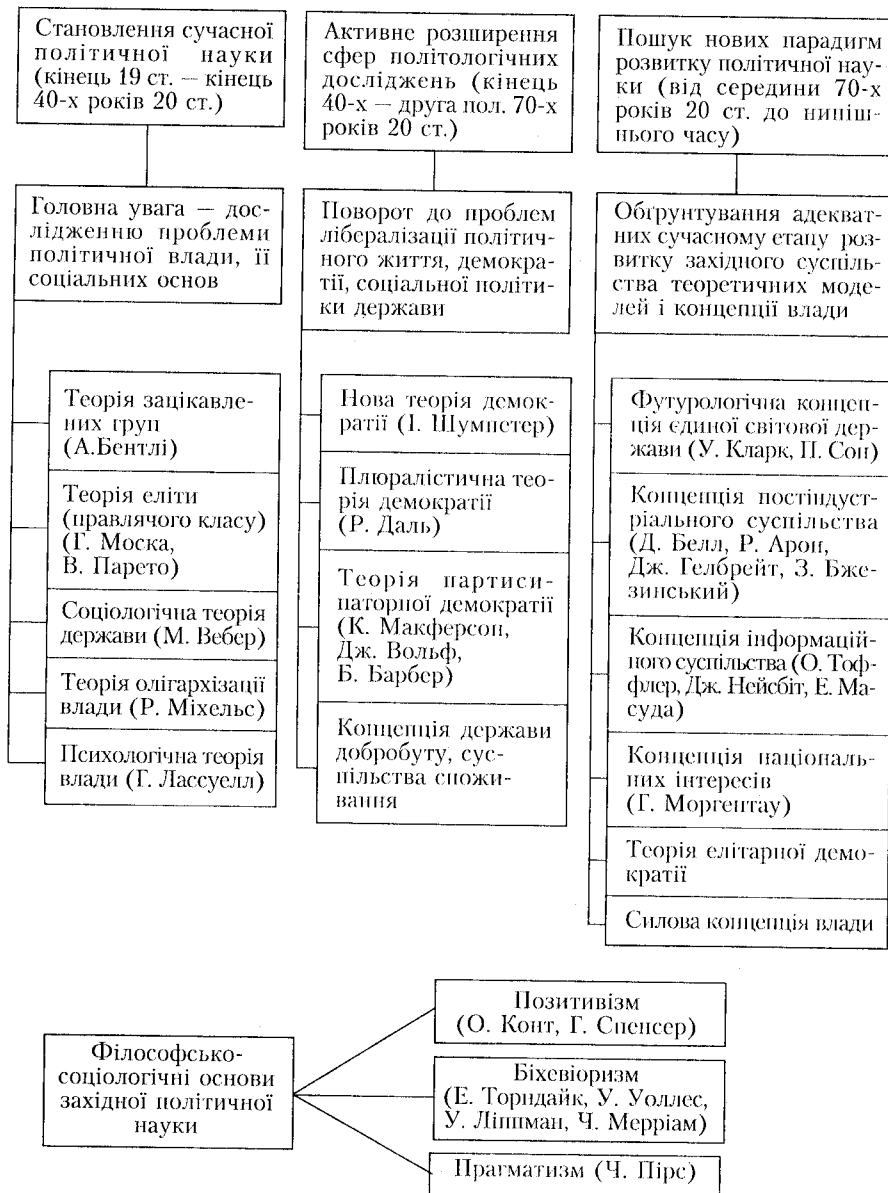 Становлення сучасної
політичної науки
(кінець 19 ст. — кінець
40-х років 20 ст.)
Головна увага — дос-
лідженню проблеми
політичної влади, її
соціальних основ
Теорія зацікавле-
них груп
(А.Бентлі)
Теорія еліти
(правлячого класу)
(Г. Моска,
В. Парето)
Соціологічна теорія
держави (М. Вебер)
Теорія олігархізації
влади (Р. Міхельс)
Психологічна теорія
влади (Г. Лассуелл)
Активне розширення
сфер політологічних
досліджень (кінець
40-х — друга пол. 70-х
років 20 ст.)
Поворот до проблем
лібералізації політич-
ного життя, демокра-
тії, соціальної політи-
ки держави
Нова теорія демок-
ратії (І. Шумпетер)
Плюралістична тео-
рія демократії
(Р. Даль)
Теорія партиси-
паторної демократії
(К. Макферсон,
Дж. Вольф,
Б. Барбер)
Концепція держави
добробуту, сус-
пільства спожи-
вання
Пошук нових парадигм
розвитку політичної нау-
ки (від середини 70-х
років 20 ст. до нипіш-
нього часу)
Обґрунтування адекват-
них сучасному етапу роз-
витку західного суспіль-
ства теоретичних моде-
лей і концепції влади
Футурологічна концеп-
ція єдиної світової дер-
жави (У. Кларк, П. Сон)
Концепція постіндуст-
ріального суспільства
(Д. Белл, Р. Арон,
Дж. Гелбрейт, З. Бже-
зинський)
Концепція інформацій-
ного суспільства (О. Тоф-
флер, Дж. Нейсбіт, Е. Ма-
суда)
Концепція національ-
них інтересів
(Г. Моргентау)
Теорія елітарної демо-
кратії
Силова концепція влади
Філософсько-
соціологічні основи
західної політичної
науки
Позитивізм
(О. Конт, Г. Спенсер)
Біхевіоризм
(Е. Торндайк, У. Уоллес,
У. Ліппман, Ч. Мерріам)
Прагматизм (Ч. Пірс)